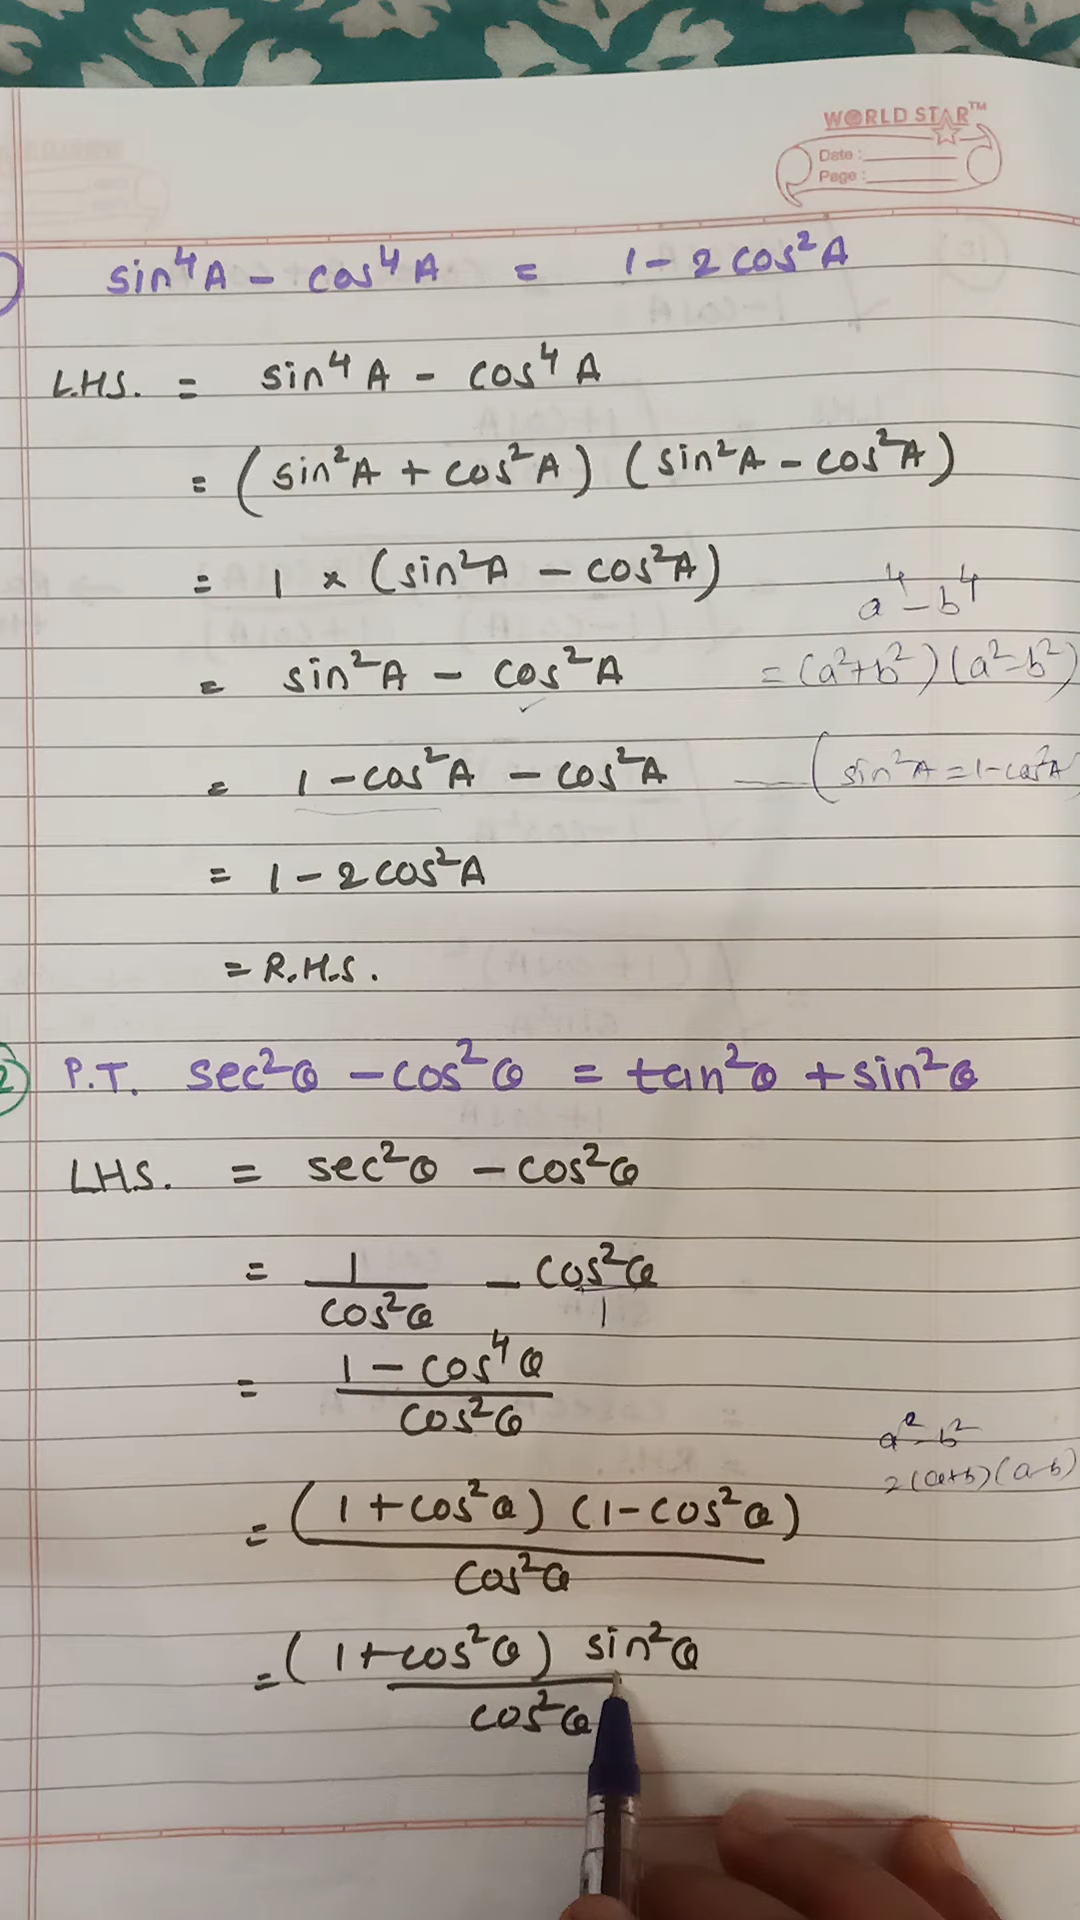 WORLD STAR™
Date :
Page :
sin⁴A - cos⁴A = 1 - 2cos²A
L.H.S. = sin⁴A - cos⁴A
= (sin²A + cos²A) (sin²A - cos²A)
= 1 × (sin²A - cos²A)
a⁴ - b⁴
= sin²A - cos²A
= (a²+b²) (a²-b²)
= 1 - cos²A - cos²A — (sin²A = 1-cos²A
= 1 - 2cos²A
= R.H.S.
2) P.T. sec²θ - cos²θ = tan²θ + sin²θ
LHS. = sec²θ - cos²θ
= 1/cos²θ - cos²θ/1
= 1 - cos⁴θ/cos²θ
a² - b²
= (a+b) (a-b)
= (1 + cos²θ) (1 - cos²θ)/cos²θ
= (1 + cos²θ) sin²θ/cos²θ